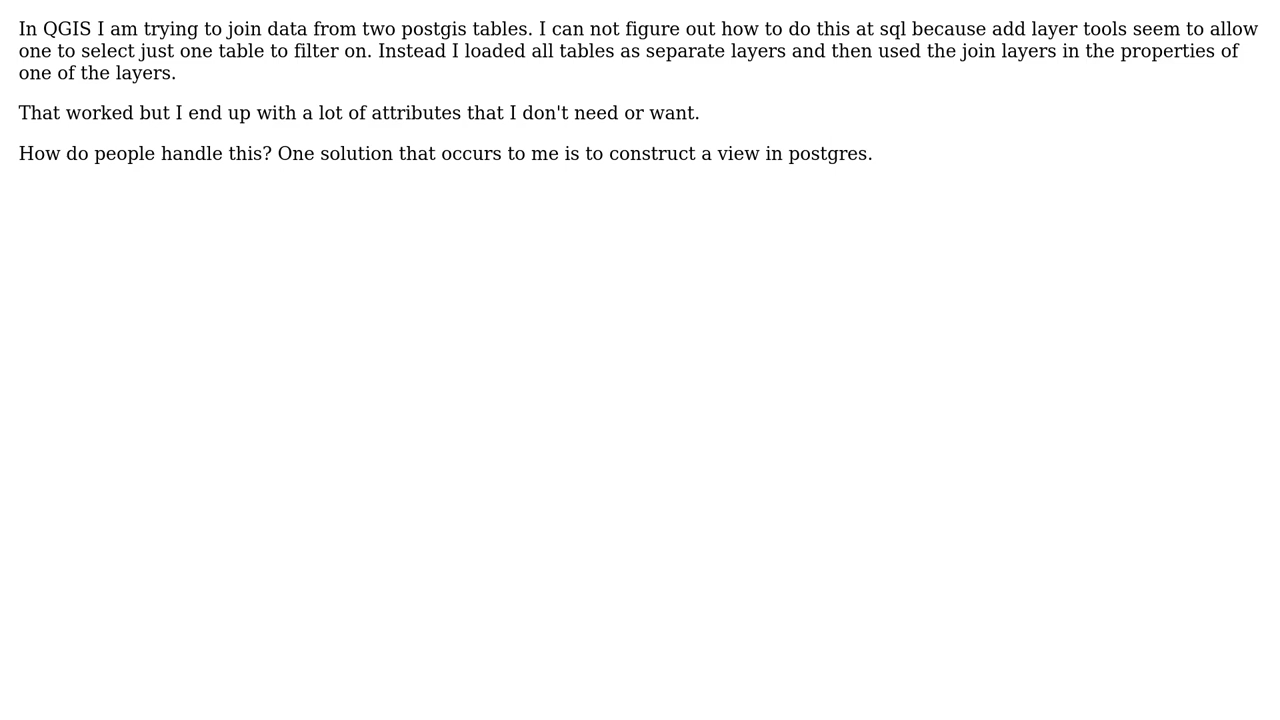 In QGIS I am trying to join data from two postgis tables. I can not figure out how to do this at sql because add layer tools seem to allow
one to select just one table to filter on. Instead I loaded all tables as separate layers and then used the join layers in the properties of
one of the layers.
That worked but I end up with a lot of attributes that I don't need or want.
How do people handle this? One solution that occurs to me is to construct a view in postgres.